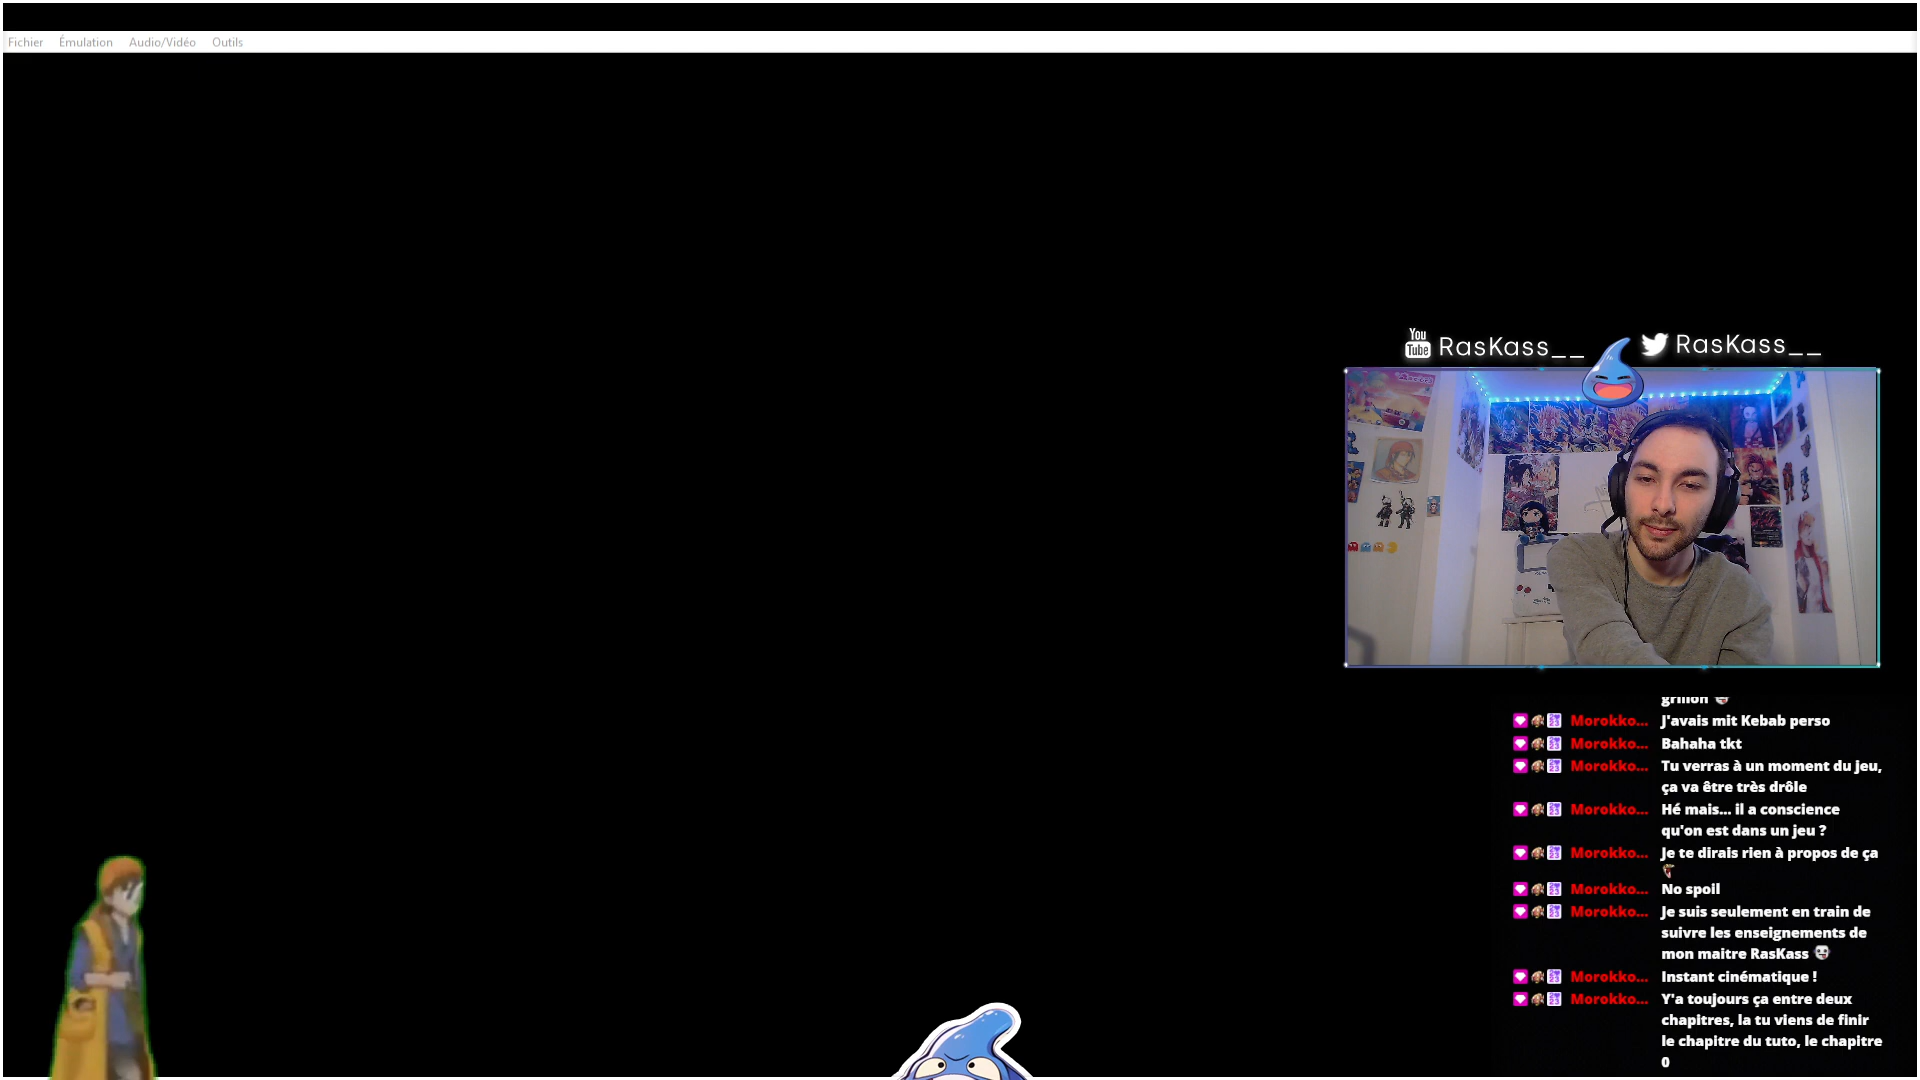 Fichier Émulation Audio/Vidéo Outils
You
Tube RasKass__
RasKass__
grillon
Morokko... J'avais mit Kebab perso
Morokko... Bahaha tkt
Morokko... Tu verras à un moment du jeu,
ça va être très drôle
Morokko... Hé mais... il a conscience
qu'on est dans un jeu ?
Morokko... Je te dirais rien à propos de ça
Morokko... No spoil
Morokko... Je suis seulement en train de
suivre les enseignements de
mon maitre RasKass
Morokko... Instant cinématique !
Morokko... Y'a toujours ça entre deux
chapitres, la tu viens de finir
le chapitre du tuto, le chapitre
0